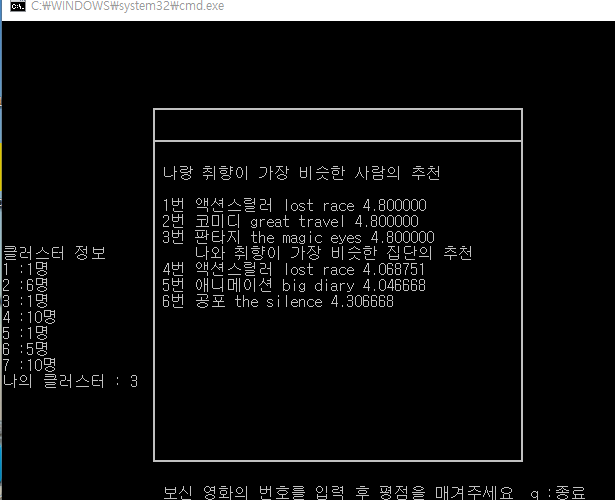 C:₩WINDOWS₩system32₩cmd.exe
나랑 취향이 가장 비슷한 사람의 추천
1번 액션스릴러 lost race 4.800000
2번 코미디 great travel 4.800000
3번 판타지 the magic eyes 4.800000
나와 취향이 가장 비슷한 집단의 추천
4번 액션스릴러 lost race 4.068751
5번 애니메이션 big diary 4.046668
6번 공포 the silence 4.306668
클러스터 정보
1 :1명
2 :6명
3 :1명
4 :10명
5 :1명
6 :5명
7 :10명
나의 클러스터 : 3
보신 영화의 번호를 입력 후 평점을 매겨주세요 q :종료